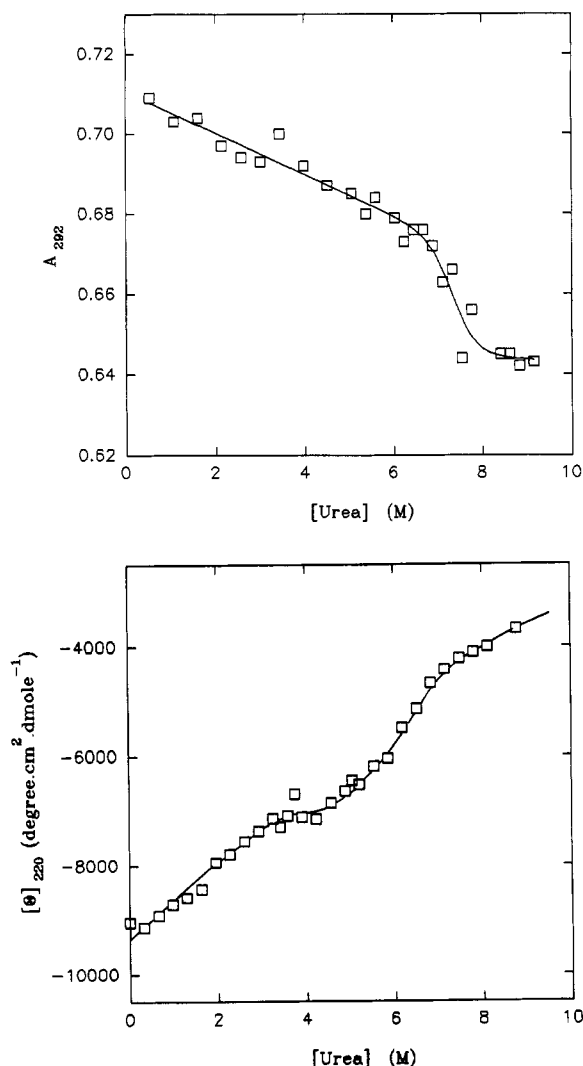 0.72
0.70
0.68
0.66
0.64
0.62
A 292
0 2 4 6 8 10
[Urea] (M)
-4000
-6000
-8000
-10000
[Θ] 220 (degree.cm² .dmole⁻¹)
0 2 4 6 8 10
[Urea] (M)